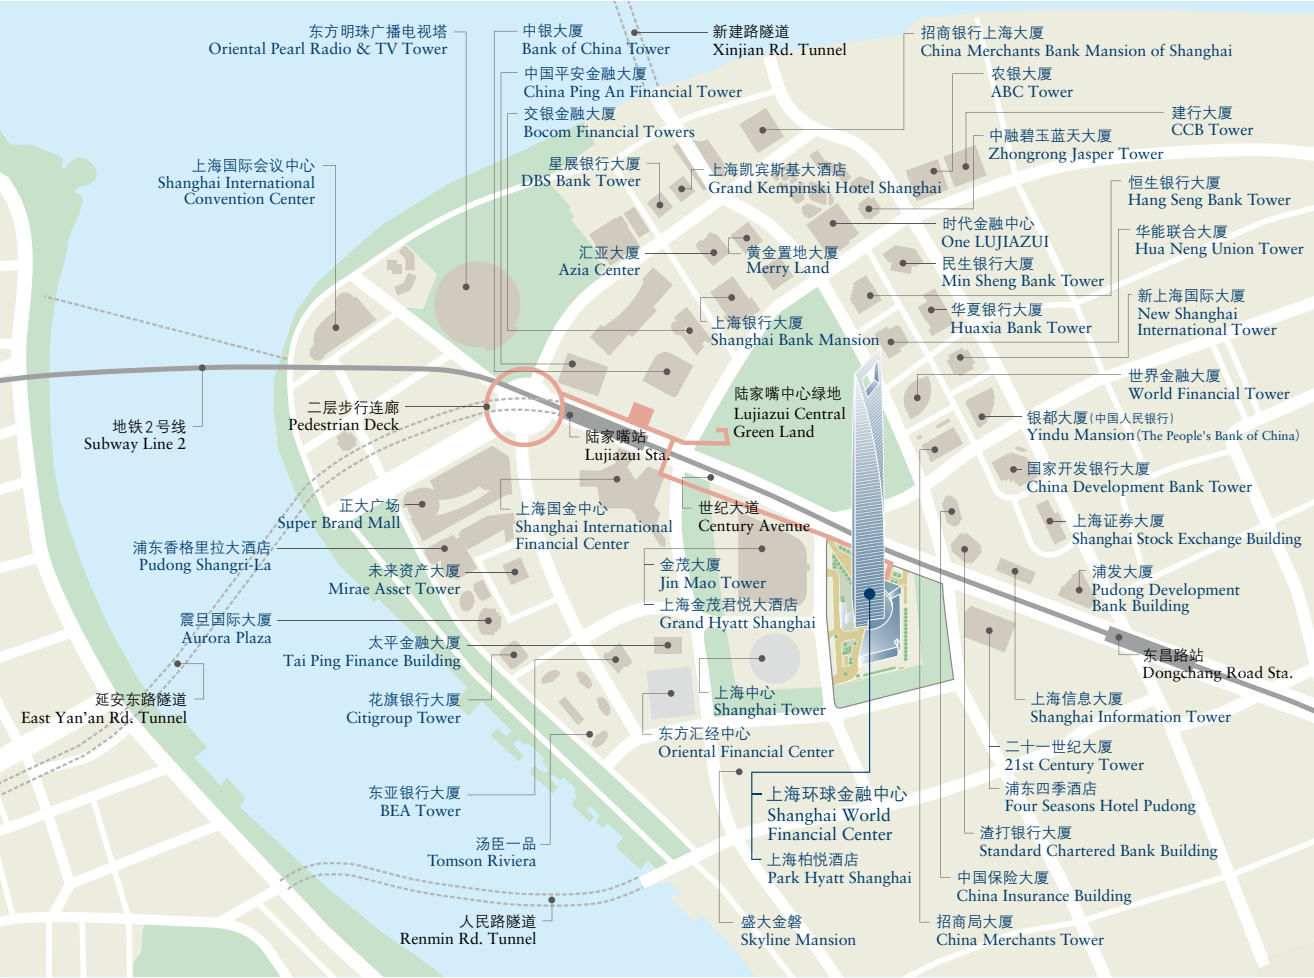 东方明珠广播电视塔
Oriental Pearl Radio & TV Tower
中银大厦
Bank of China Tower
新建路隧道
Xinjian Rd. Tunnel
招商银行上海大厦
China Merchants Bank Mansion of Shanghai
中国平安金融大厦
China Ping An Financial Tower
农银大厦
ABC Tower
交银金融大厦
Bocom Financial Towers
建行大厦
CCB Tower
中融碧玉蓝天大厦
Zhongrong Jasper Tower
上海国际会议中心
Shanghai International
Convention Center
星展银行大厦
DBS Bank Tower
上海凯宾斯基大酒店
Grand Kempinski Hotel Shanghai
恒生银行大厦
Hang Seng Bank Tower
时代金融中心
One LUJIAZUI
华能联合大厦
Hua Neng Union Tower
汇亚大厦
Azia Center
黄金置地大厦
Merry Land
民生银行大厦
Min Sheng Bank Tower
新上海国际大厦
New Shanghai
International Tower
华夏银行大厦
Huaxia Bank Tower
上海银行大厦
Shanghai Bank Mansion
世界金融大厦
World Financial Tower
陆家嘴中心绿地
Lujiazui Central
Green Land
二层步行连廊
Pedestrian Deck
地铁2号线
Subway Line 2
银都大厦(中国人民银行)
Yindu Mansion(The People's Bank of China)
陆家嘴站
Lujiazui Sta.
国家开发银行大厦
China Development Bank Tower
正大广场
Super Brand Mall
上海国金中心
Shanghai International
Financial Center
世纪大道
Century Avenue
上海证券大厦
Shanghai Stock Exchange Building
浦东香格里拉大酒店
Pudong Shangri-La
未来资产大厦
Mirae Asset Tower
金茂大厦
Jin Mao Tower
上海金茂君悦大酒店
Grand Hyatt Shanghai
浦发大厦
Pudong Development
Bank Building
震旦国际大厦
Aurora Plaza
太平金融大厦
Tai Ping Finance Building
东昌路站
Dongchang Road Sta.
延安东路隧道
East Yan'an Rd. Tunnel
花旗银行大厦
Citigroup Tower
上海中心
Shanghai Tower
上海信息大厦
Shanghai Information Tower
东方汇经中心
Oriental Financial Center
二十一世纪大厦
21st Century Tower
浦东四季酒店
Four Seasons Hotel Pudong
东亚银行大厦
BEA Tower
上海环球金融中心
Shanghai World
Financial Center
渣打银行大厦
Standard Chartered Bank Building
汤臣一品
Tomson Riviera
上海柏悦酒店
Park Hyatt Shanghai
中国保险大厦
China Insurance Building
人民路隧道
Renmin Rd. Tunnel
盛大金磐
Skyline Mansion
招商局大厦
China Merchants Tower